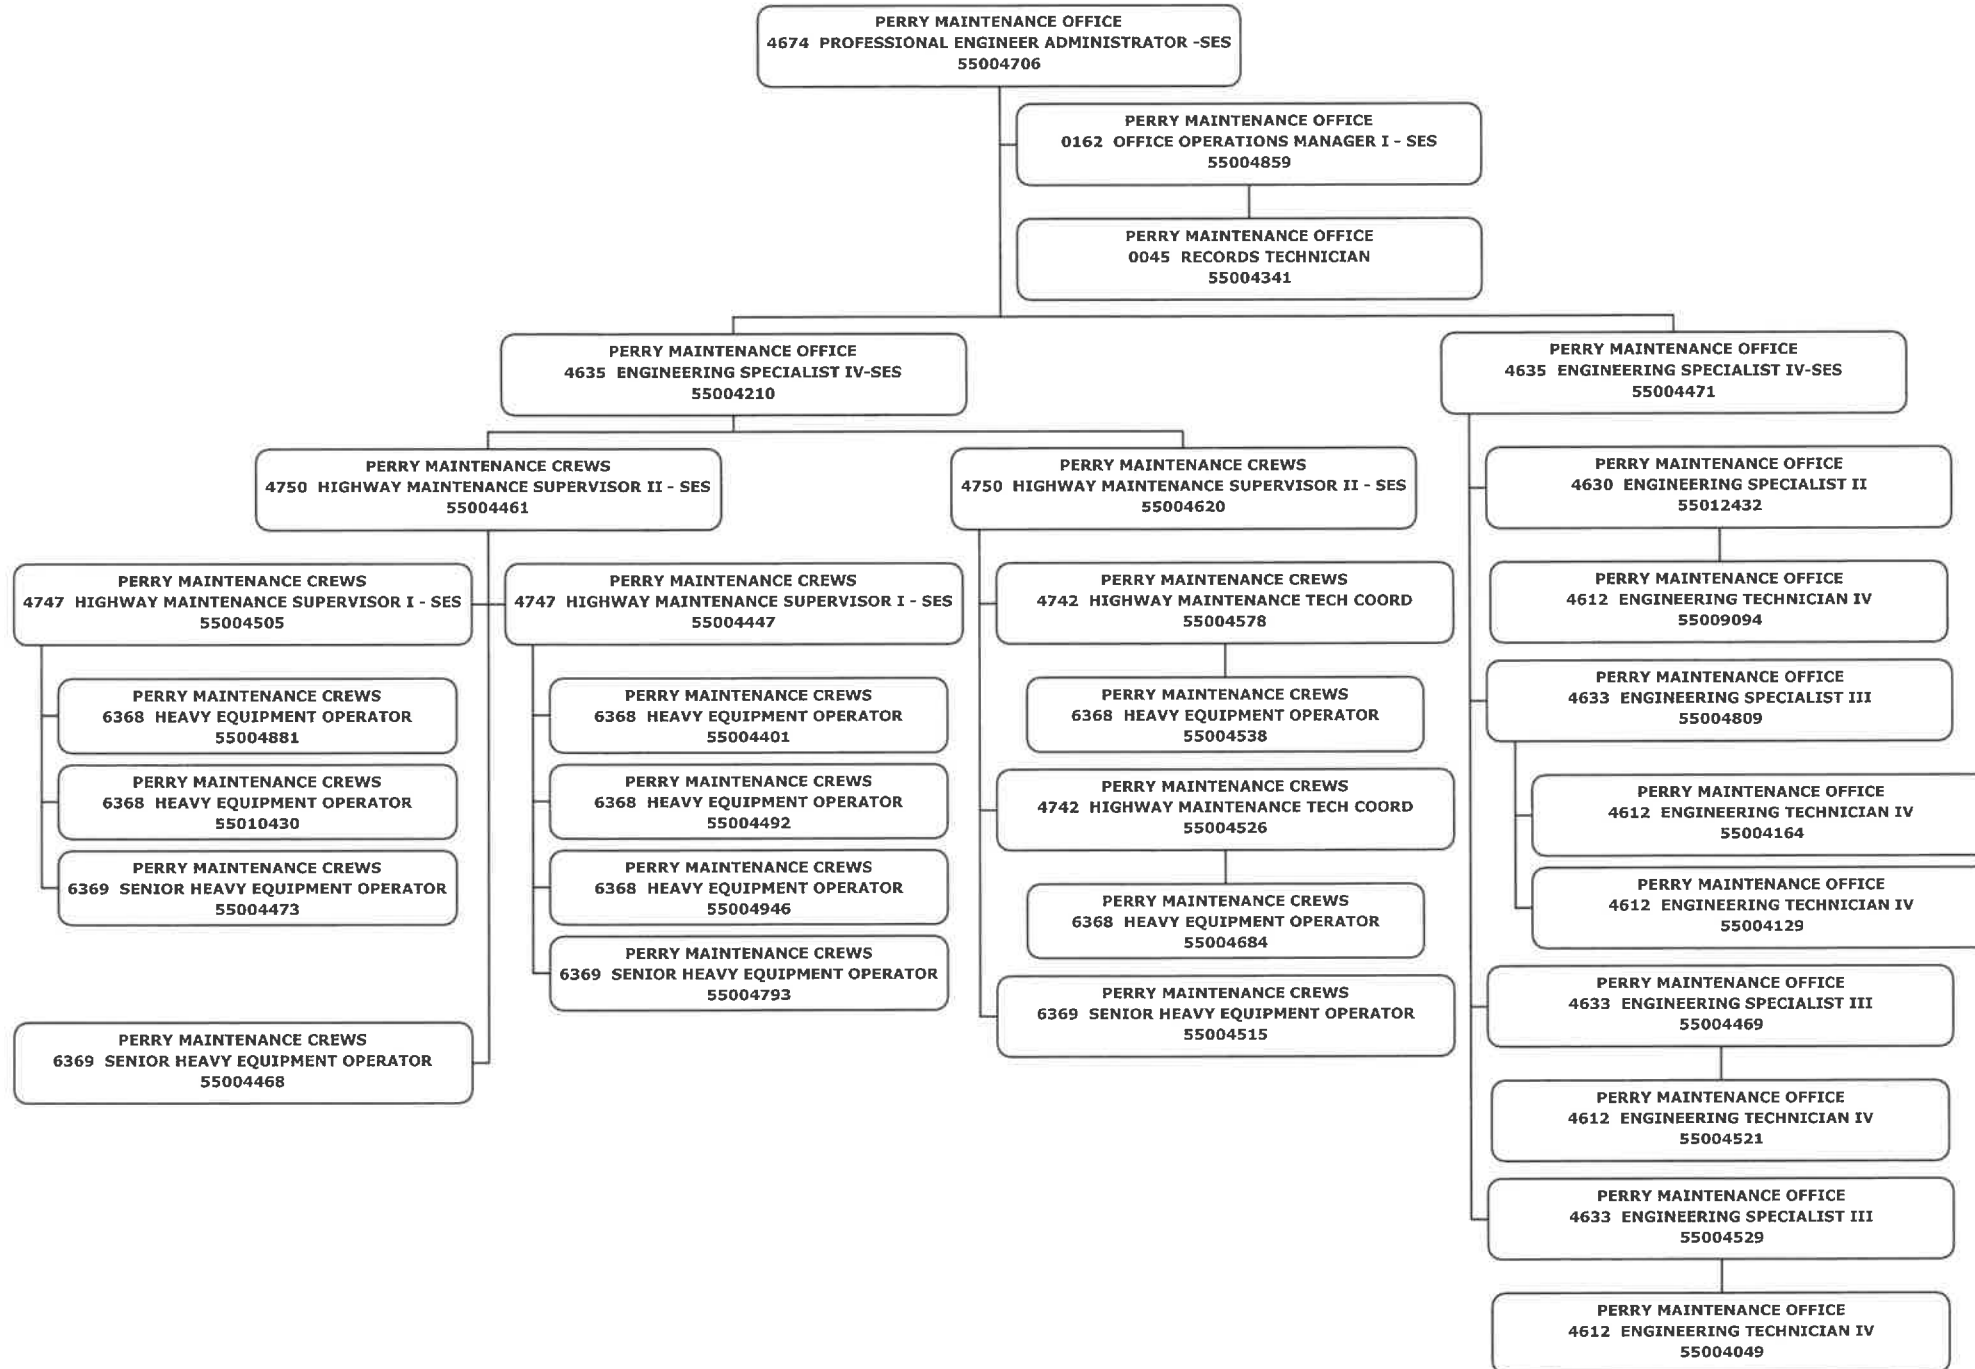 PERRY MAINTENANCE OFFICE
4674 PROFESSIONAL ENGINEER ADMINISTRATOR -SES
55004706
PERRY MAINTENANCE OFFICE
0162 OFFICE OPERATIONS MANAGER I - SES
55004859
PERRY MAINTENANCE OFFICE
0045 RECORDS TECHNICIAN
55004341
PERRY MAINTENANCE OFFICE
4635 ENGINEERING SPECIALIST IV-SES
55004210
PERRY MAINTENANCE CREWS
4750 HIGHWAY MAINTENANCE SUPERVISOR II - SES
55004461
PERRY MAINTENANCE CREWS
4747 HIGHWAY MAINTENANCE SUPERVISOR I - SES
55004505
PERRY MAINTENANCE CREWS
6368 HEAVY EQUIPMENT OPERATOR
55004881
PERRY MAINTENANCE CREWS
6368 HEAVY EQUIPMENT OPERATOR
55010430
PERRY MAINTENANCE CREWS
6369 SENIOR HEAVY EQUIPMENT OPERATOR
55004473
PERRY MAINTENANCE CREWS
4747 HIGHWAY MAINTENANCE SUPERVISOR I - SES
55004447
PERRY MAINTENANCE CREWS
6368 HEAVY EQUIPMENT OPERATOR
55004401
PERRY MAINTENANCE CREWS
6368 HEAVY EQUIPMENT OPERATOR
55004492
PERRY MAINTENANCE CREWS
6368 HEAVY EQUIPMENT OPERATOR
55004946
PERRY MAINTENANCE CREWS
6369 SENIOR HEAVY EQUIPMENT OPERATOR
55004793
PERRY MAINTENANCE CREWS
6369 SENIOR HEAVY EQUIPMENT OPERATOR
55004468
PERRY MAINTENANCE CREWS
4750 HIGHWAY MAINTENANCE SUPERVISOR II - SES
55004620
PERRY MAINTENANCE CREWS
4742 HIGHWAY MAINTENANCE TECH COORD
55004578
PERRY MAINTENANCE CREWS
6368 HEAVY EQUIPMENT OPERATOR
55004538
PERRY MAINTENANCE CREWS
4742 HIGHWAY MAINTENANCE TECH COORD
55004526
PERRY MAINTENANCE CREWS
6368 HEAVY EQUIPMENT OPERATOR
55004684
PERRY MAINTENANCE CREWS
6369 SENIOR HEAVY EQUIPMENT OPERATOR
55004515
PERRY MAINTENANCE OFFICE
4635 ENGINEERING SPECIALIST IV-SES
55004471
PERRY MAINTENANCE OFFICE
4630 ENGINEERING SPECIALIST II
55012432
PERRY MAINTENANCE OFFICE
4612 ENGINEERING TECHNICIAN IV
55009094
PERRY MAINTENANCE OFFICE
4633 ENGINEERING SPECIALIST III
55004809
PERRY MAINTENANCE OFFICE
4612 ENGINEERING TECHNICIAN IV
55004164
PERRY MAINTENANCE OFFICE
4612 ENGINEERING TECHNICIAN IV
55004129
PERRY MAINTENANCE OFFICE
4633 ENGINEERING SPECIALIST III
55004469
PERRY MAINTENANCE OFFICE
4612 ENGINEERING TECHNICIAN IV
55004521
PERRY MAINTENANCE OFFICE
4633 ENGINEERING SPECIALIST III
55004529
PERRY MAINTENANCE OFFICE
4612 ENGINEERING TECHNICIAN IV
55004049